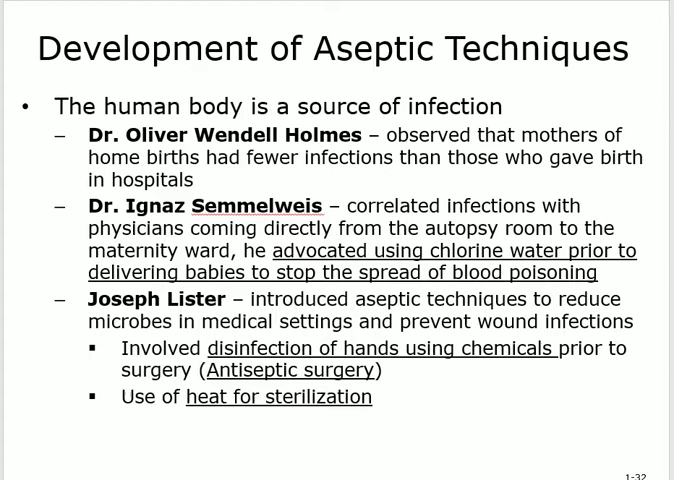 Development of Aseptic Techniques
• The human body is a source of infection
– Dr. Oliver Wendell Holmes – observed that mothers of
home births had fewer infections than those who gave birth
in hospitals
– Dr. Ignaz Semmelweis – correlated infections with
physicians coming directly from the autopsy room to the
maternity ward, he advocated using chlorine water prior to
delivering babies to stop the spread of blood poisoning
– Joseph Lister – introduced aseptic techniques to reduce
microbes in medical settings and prevent wound infections
▪ Involved disinfection of hands using chemicals prior to
surgery (Antiseptic surgery)
▪ Use of heat for sterilization
1-32